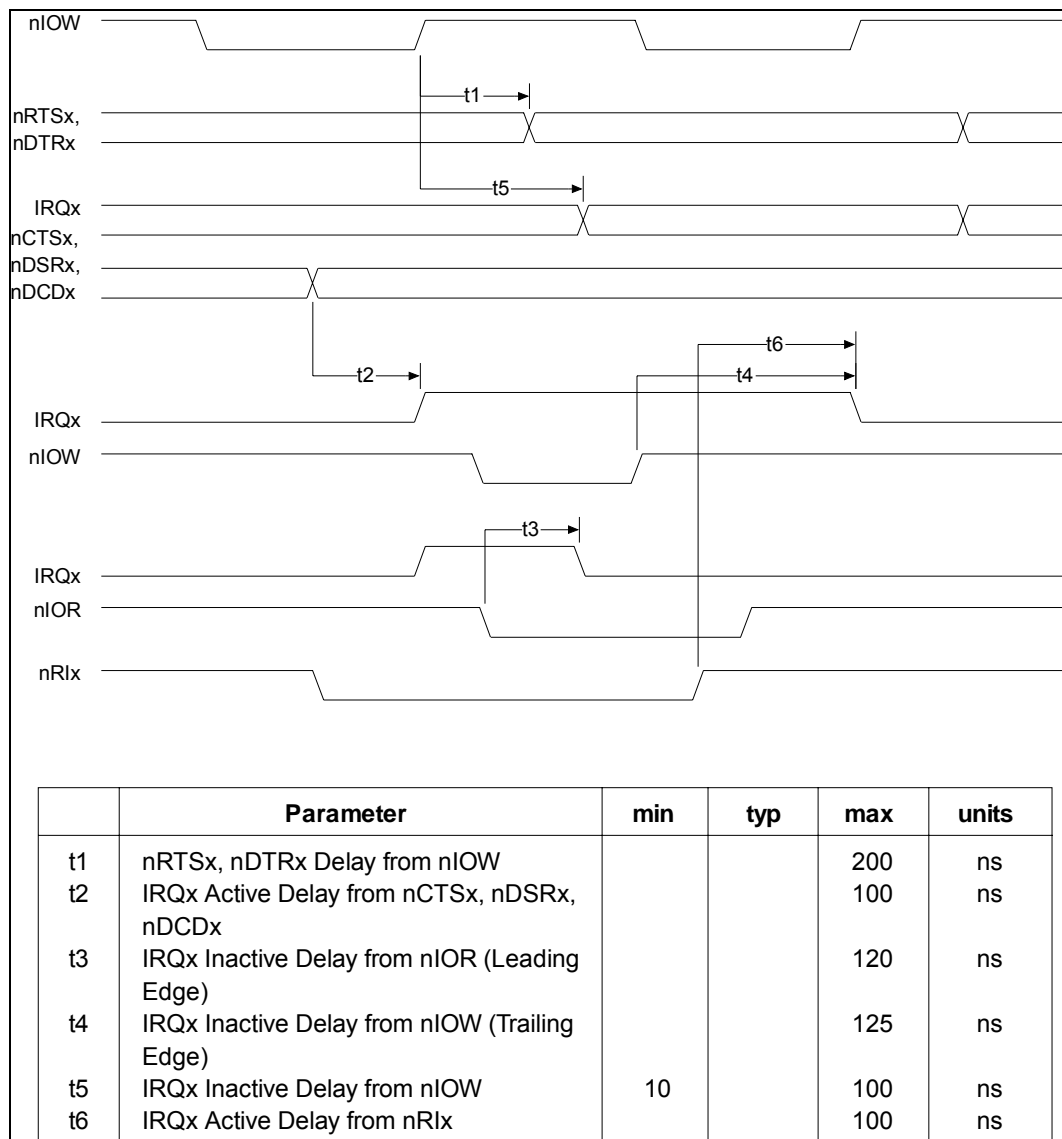 nIOW
t1
nRTSx,
nDTRx
t5
IRQx
nCTSx,
nDSRx,
nDCDx
t6
t2
t4
IRQx
nIOW
t3
IRQx
nIOR
nRIx
Parameter min typ max units
t1 nRTSx, nDTRx Delay from nIOW 200 ns
t2 IRQx Active Delay from nCTSx, nDSRx, 100 ns
nDCDx
t3 IRQx Inactive Delay from nIOR (Leading 120 ns
Edge)
t4 IRQx Inactive Delay from nIOW (Trailing 125 ns
Edge)
t5 IRQx Inactive Delay from nIOW 10 100 ns
t6 IRQx Active Delay from nRIx 100 ns